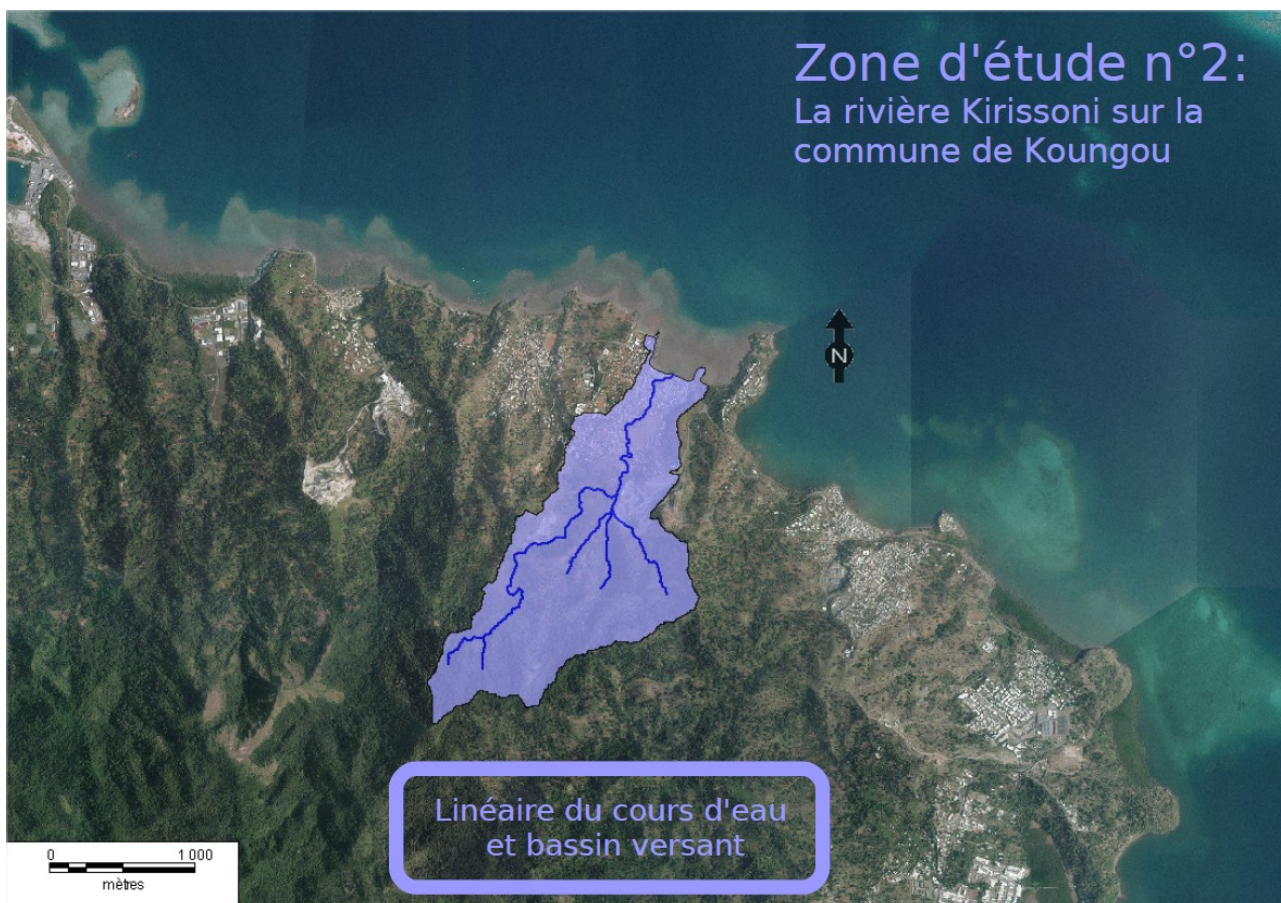 Zone d'étude n°2:
La rivière Kirissoni sur la
commune de Koungou
N
Linéaire du cours d'eau
et bassin versant
0 1 000
mètres